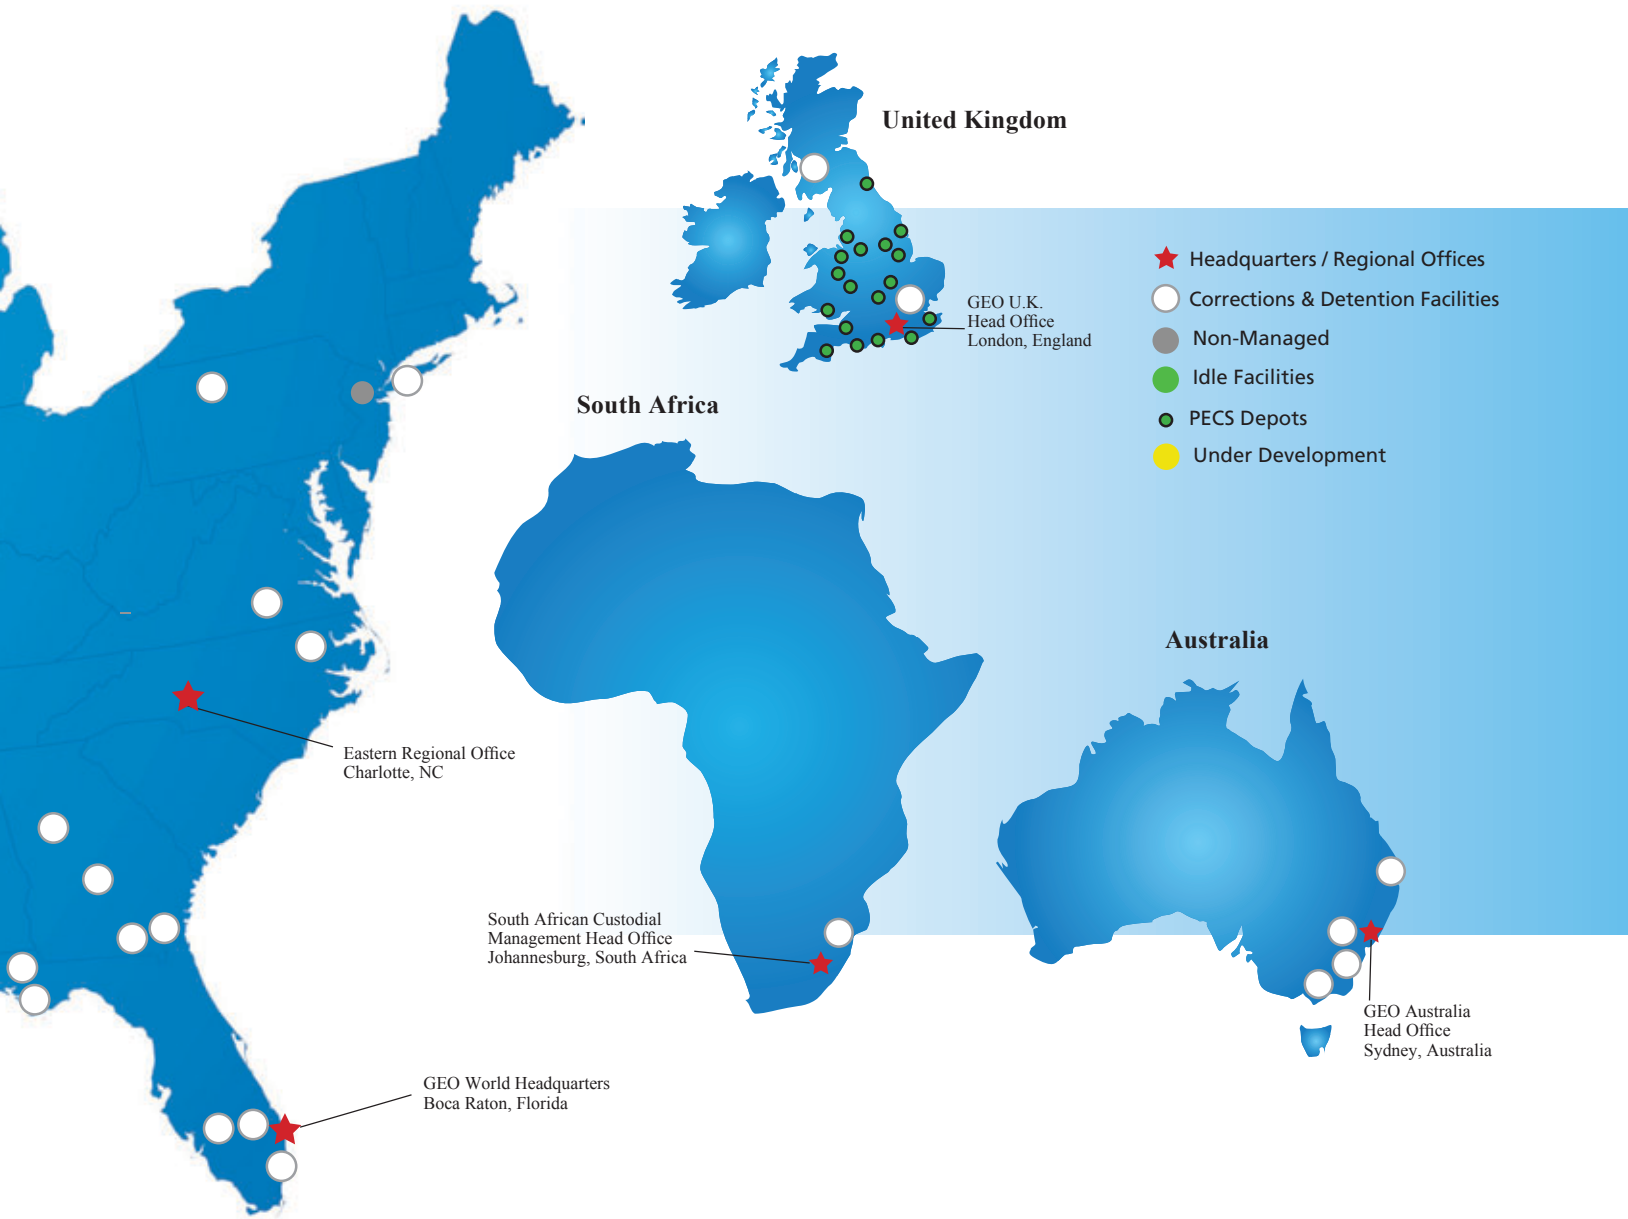 United Kingdom
Headquarters / Regional Offices
Corrections & Detention Facilities
Non-Managed
Idle Facilities
PECS Depots
Under Development
GEO U.K.
Head Office
London, England
South Africa
Australia
Eastern Regional Office
Charlotte, NC
South African Custodial
Management Head Office
Johannesburg, South Africa
GEO Australia
Head Office
Sydney, Australia
GEO World Headquarters
Boca Raton, Florida